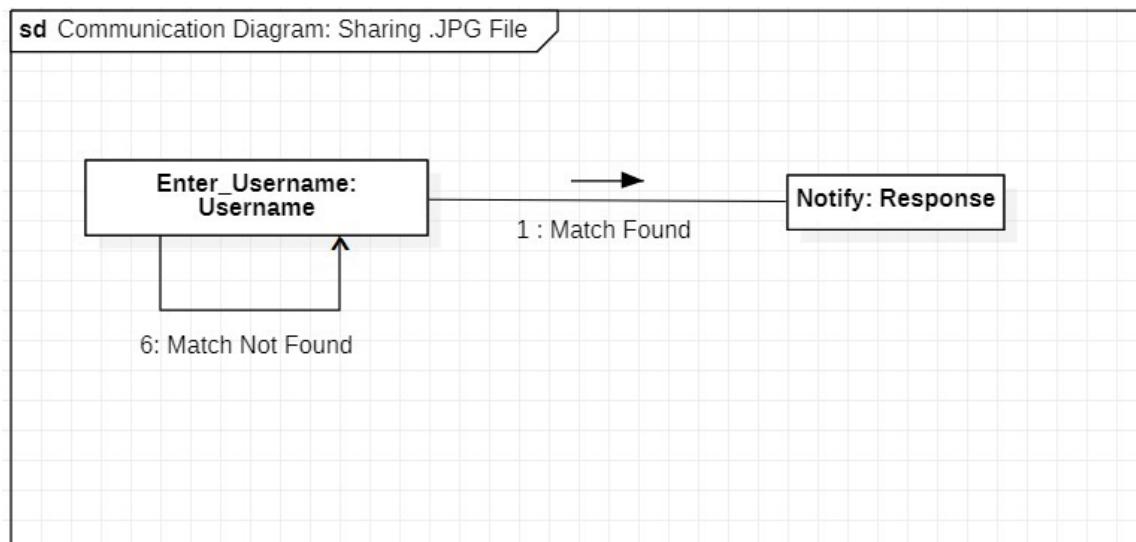 sd Communication Diagram: Sharing .JPG File
Enter_Username:
Username
Notify: Response
1 : Match Found
6: Match Not Found